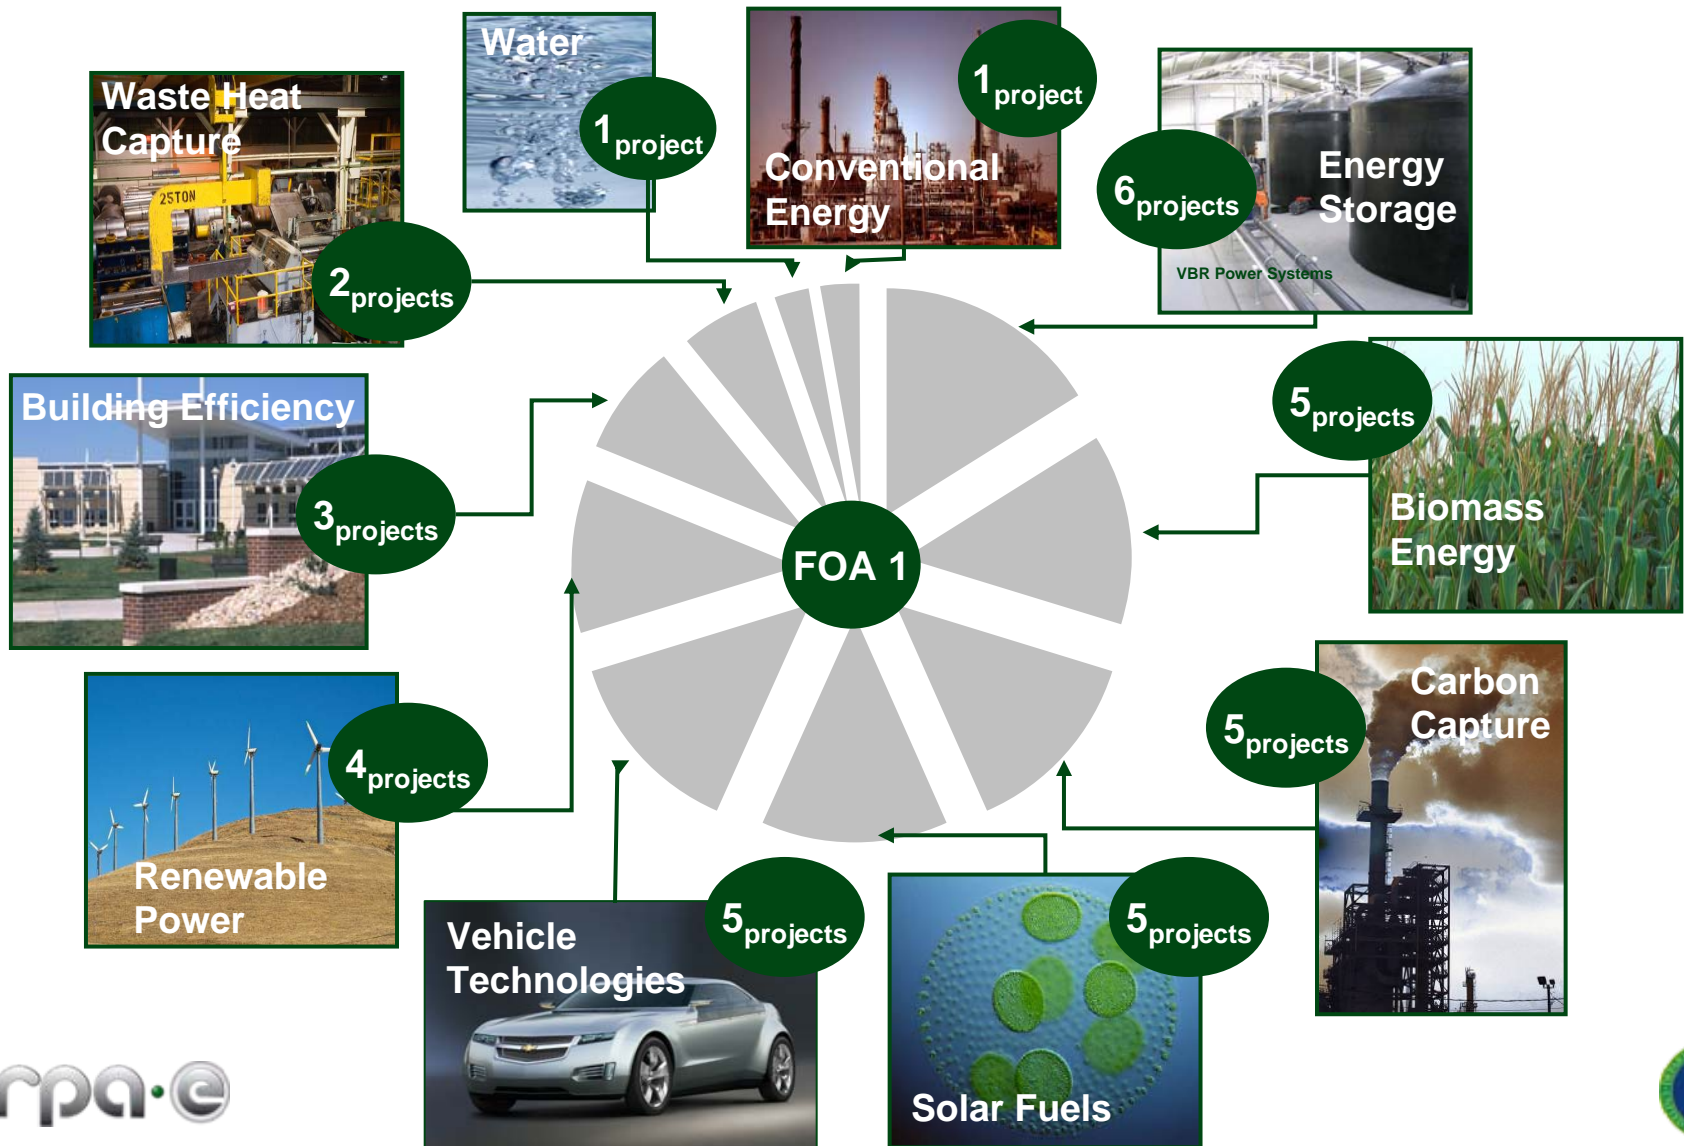 Water
1project
Conventional
Energy
1project
Energy
Storage
6projects
VBR Power Systems
Waste Heat
Capture
25TON
2projects
Building Efficiency
3projects
5projects
Biomass
Energy
FOA 1
Carbon
Capture
5projects
4projects
Renewable
Power
Vehicle
Technologies
5projects
5projects
Solar Fuels
rpa·e